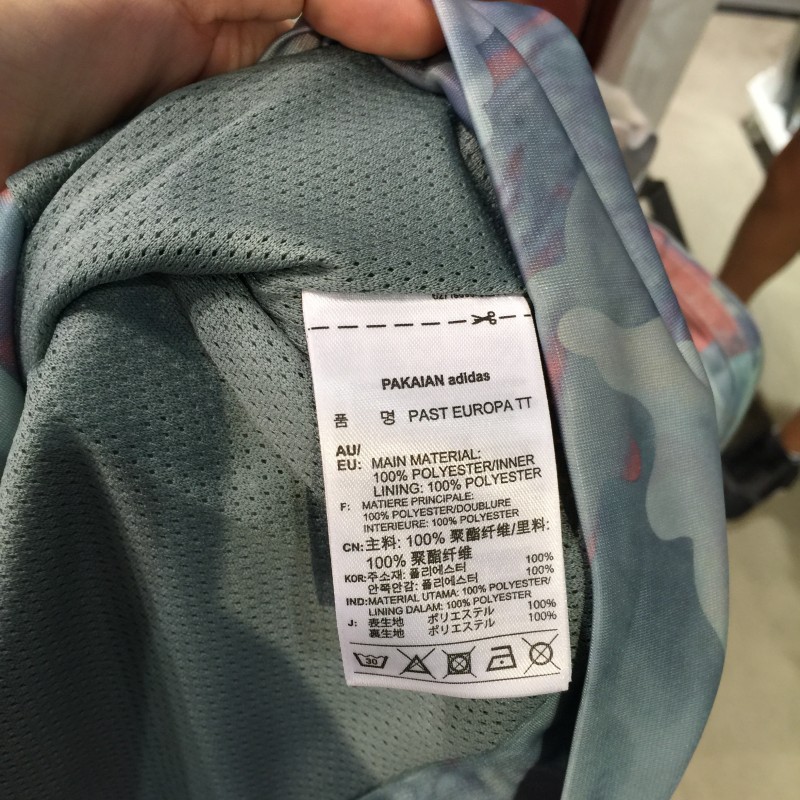 PAKAIAN adidas
품 명 PAST EUROPA TT
AU/
EU: MAIN MATERIAL:
100% POLYESTER/INNER
LINING: 100% POLYESTER
F: MATIERE PRINCIPALE:
100% POLYESTER/DOUBLURE
INTERIEURE: 100% POLYESTER
CN: 主料: 100% 聚酯纤维/里料:
100% 聚酯纤维
KOR: 주소재: 폴리에스터 100%
안쪽안감: 폴리에스터 100%
IND: MATERIAL UTAMA: 100% POLYESTER/
LINING DALAM: 100% POLYESTER
J: 表生地 ポリエステル 100%
裏生地 ポリエステル 100%
30